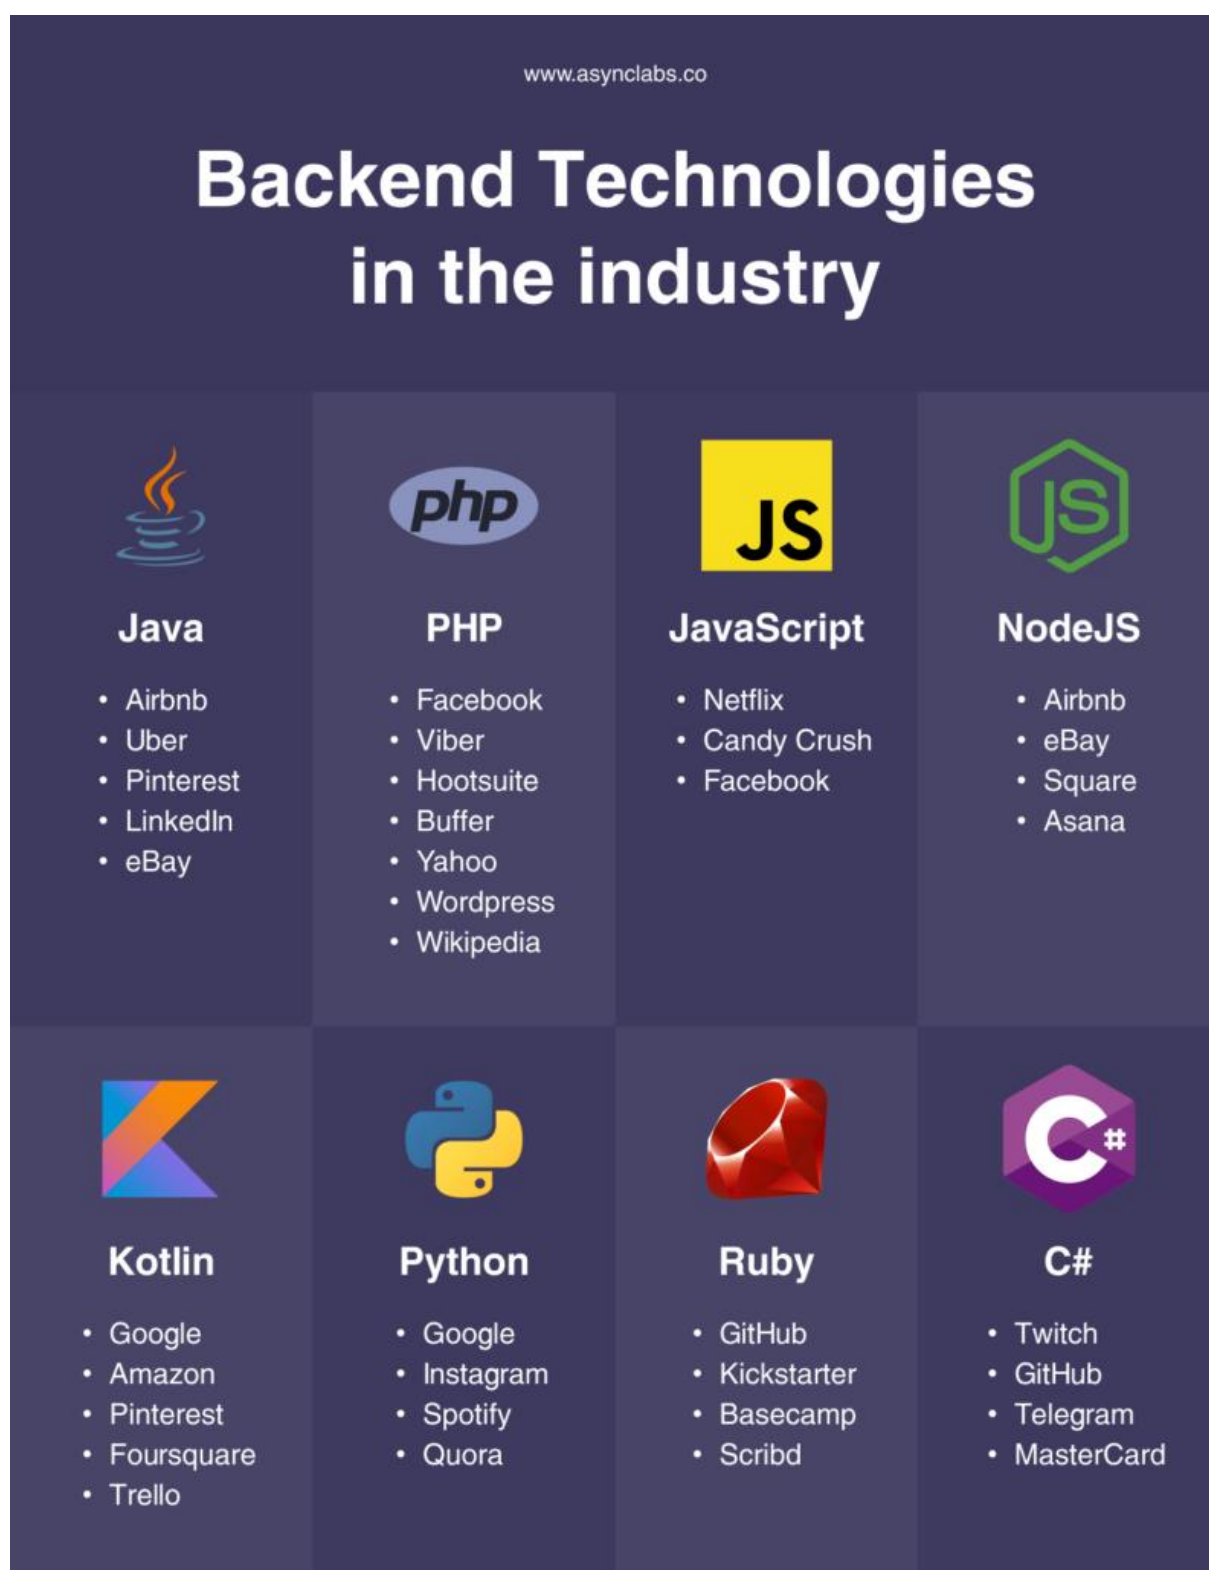 www.asynclabs.co
Backend Technologies
in the industry
php
JS
JS
Java
PHP
JavaScript
NodeJS
• Airbnb
• Uber
• Pinterest
• LinkedIn
• eBay
• Facebook
• Viber
• Hootsuite
• Buffer
• Yahoo
• Wordpress
• Wikipedia
• Netflix
• Candy Crush
• Facebook
• Airbnb
• eBay
• Square
• Asana
C#
Kotlin
Python
Ruby
C#
• Google
• Amazon
• Pinterest
• Foursquare
• Trello
• Google
• Instagram
• Spotify
• Quora
• GitHub
• Kickstarter
• Basecamp
• Scribd
• Twitch
• GitHub
• Telegram
• MasterCard